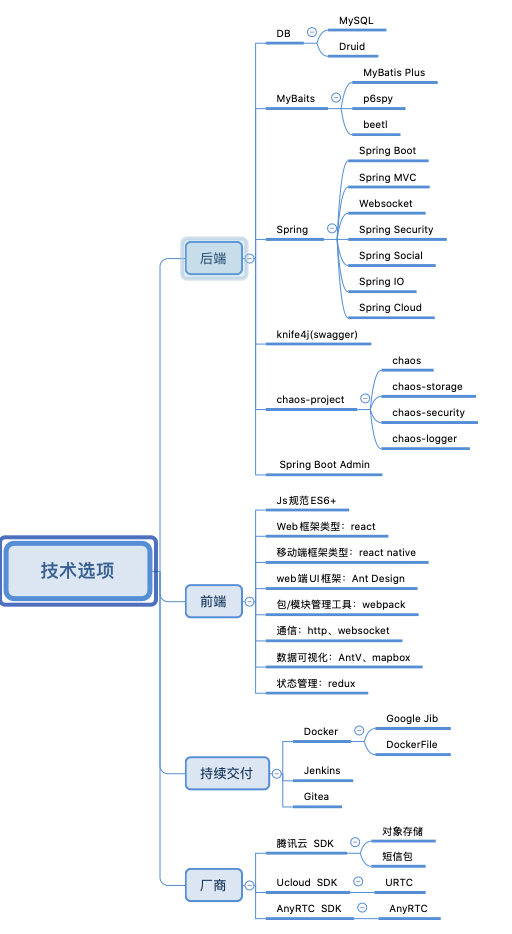 技术选项
后端
DB
MySQL
Druid
MyBaits
MyBatis Plus
p6spy
beetl
Spring
Spring Boot
Spring MVC
Websocket
Spring Security
Spring Social
Spring IO
Spring Cloud
knife4j(swagger)
chaos-project
chaos
chaos-storage
chaos-security
chaos-logger
Spring Boot Admin
前端
Js规范ES6+
Web框架类型：react
移动端框架类型：react native
web端UI框架：Ant Design
包/模块管理工具：webpack
通信：http、websocket
数据可视化：AntV、mapbox
状态管理：redux
持续交付
Docker
Google Jib
DockerFile
Jenkins
Gitea
厂商
腾讯云 SDK
对象存储
短信包
Ucloud SDK
URTC
AnyRTC SDK
AnyRTC